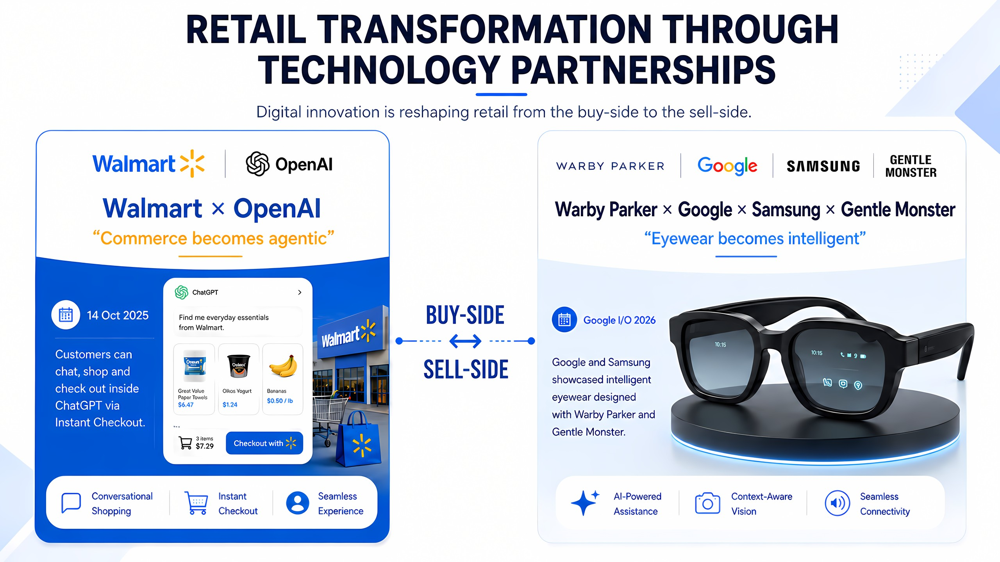 RETAIL TRANSFORMATION THROUGH
TECHNOLOGY PARTNERSHIPS
Digital innovation is reshaping retail from the buy-side to the sell-side.
Walmart
OpenAI
Walmart × OpenAI
“Commerce becomes agentic”
14 Oct 2025
Customers can
chat, shop and
check out inside
ChatGPT via
Instant Checkout.
ChatGPT
Find me everyday essentials
from Walmart.
Great Value
Paper Towels
$6.47
Oikos Yogurt
$1.24
Bananas
$0.50 / lb
3 items
$7.29
Checkout with
Walmart
Conversational
Shopping
Instant
Checkout
Seamless
Experience
BUY-SIDE
SELL-SIDE
WARBY PARKER
Google
SAMSUNG
GENTLE
MONSTER
Warby Parker × Google × Samsung × Gentle Monster
“Eyewear becomes intelligent”
Google I/O 2026
Google and Samsung
showcased intelligent
eyewear designed
with Warby Parker and
Gentle Monster.
10:15
10:15
AI-Powered
Assistance
Context-Aware
Vision
Seamless
Connectivity